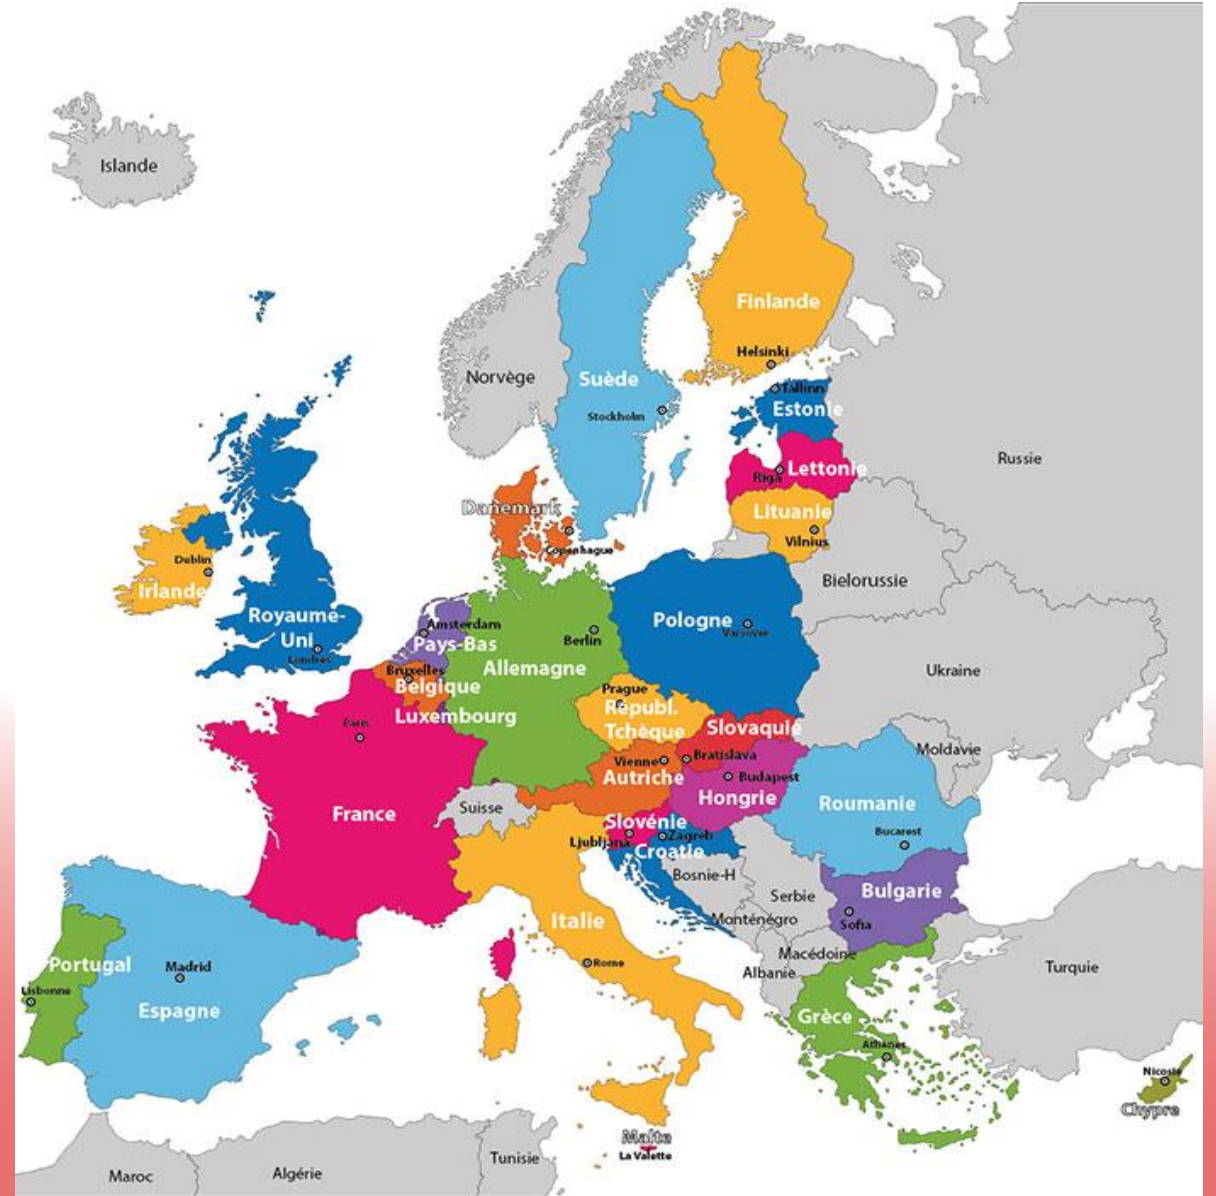 Islande
Finlande
Helsinki
Norvège
Suède
Stockholm
Tallinn
Estonie
Lettonie
Riga
Russie
Danemark
Lituanie
Vilnius
Copenhague
Dublin
Irlande
Bielorussie
Royaume-
Uni
Londres
Amsterdam
Pays-Bas
Berlin
Allemagne
Pologne
Varsovie
Bruxelles
Belgique
Luxembourg
Ukraine
Prague
Républ.
Tchèque
Slovaquie
Paris
Vienne
Bratislava
Moldavie
Autriche
Budapest
Hongrie
France
Suisse
Roumanie
Bucarest
Slovénie
Ljubljana
Zagreb
Croatie
Bosnie-H
Serbie
Bulgarie
Sofia
Monténégro
Italie
Rome
Macédoine
Albanie
Turquie
Portugal
Madrid
Lisbonne
Espagne
Grèce
Athènes
Nicosie
Chypre
Malte
La Valette
Maroc
Algérie
Tunisie